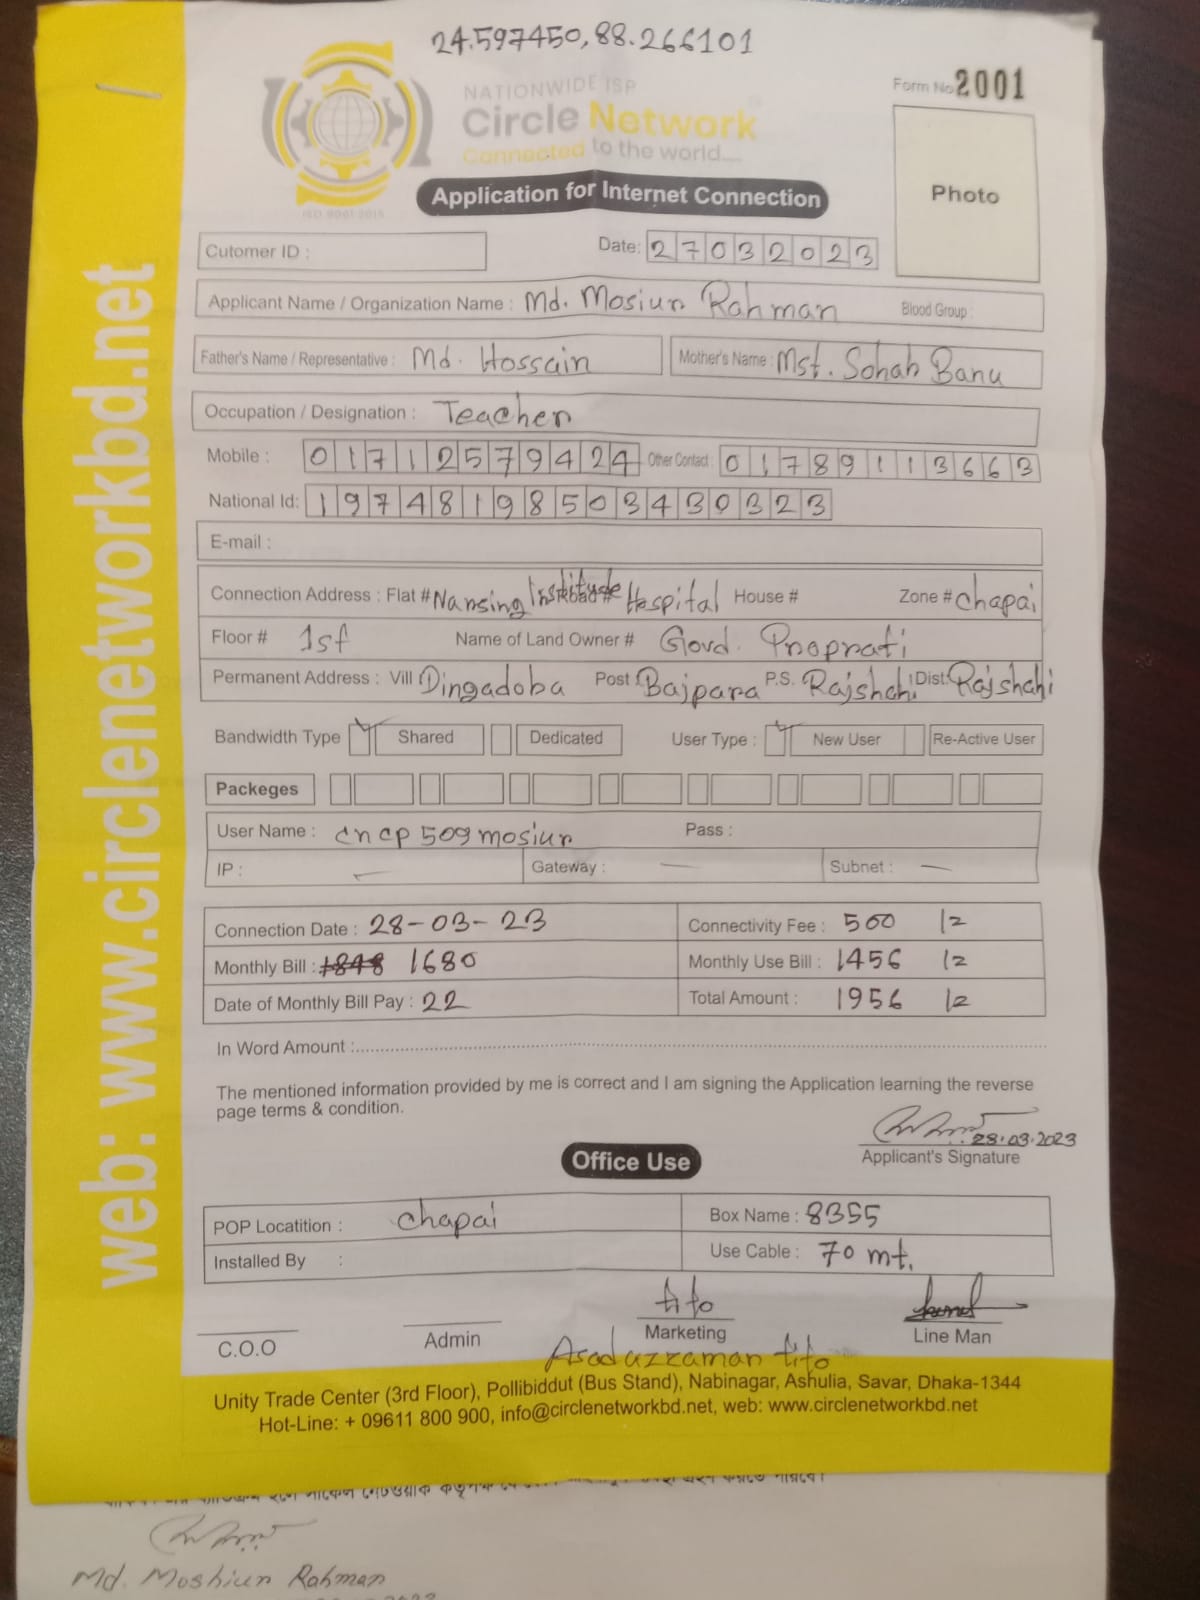 24.597450, 88.266101
NATIONWIDE ISP
Circle Network
Connected to the world....
ISO 9001 2015
Form No 2001
Photo
Application for Internet Connection
Cutomer ID :
Date: 27032023
Applicant Name / Organization Name : Md. Mosiur Rahman Blood Group :
Father's Name / Representative : Md. Hossain Mother's Name : Mst. Sohab Banu
Occupation / Designation : Teacher
Mobile : 01712579424 Other Contact : 01789113663
National Id: 19748198503430323
E-mail :
Connection Address : Flat # Narsing Institude Hospital House # Zone # chapai
Floor # 1st Name of Land Owner # Govd. Proprati
Permanent Address : Vill Dingadoba Post : Bajpara P.S. Rajshahi Dist: Rajshahi
Bandwidth Type Shared Dedicated User Type : New User Re-Active User
Packeges
User Name : cncp509mosiur Pass :
IP : Gateway : — Subnet : —
Connection Date : 28-03-23 Connectivity Fee : 500 /=
Monthly Bill : 1848 1680 Monthly Use Bill : 1456 /=
Date of Monthly Bill Pay : 22 Total Amount : 1956 /=
In Word Amount :
The mentioned information provided by me is correct and I am signing the Application learning the reverse
page terms & condition.
28.03.2023
Applicant's Signature
Office Use
POP Locatition : chapai Box Name : 8355
Installed By : Use Cable : 70 mt.
tito
C.O.O Admin Marketing Line Man
Asaduzzaman tito
Unity Trade Center (3rd Floor), Pollibiddut (Bus Stand), Nabinagar, Ashulia, Savar, Dhaka-1344
Hot-Line: + 09611 800 900, info@circlenetworkbd.net, web: www.circlenetworkbd.net
web: www.circlenetworkbd.net
Md. Moshiur Rahman